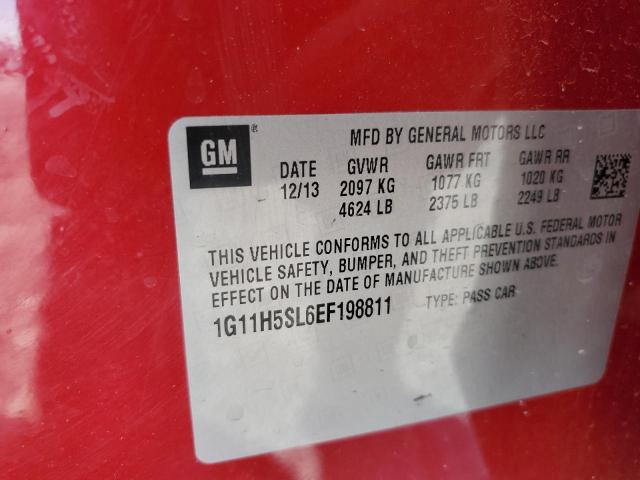 GM®
MFD BY GENERAL MOTORS LLC
DATE GVWR GAWR FRT GAWR RR
12/13 2097 KG 1077 KG 1020 KG
4624 LB 2375 LB 2249 LB
THIS VEHICLE CONFORMS TO ALL APPLICABLE U.S. FEDERAL MOTOR
VEHICLE SAFETY, BUMPER, AND THEFT PREVENTION STANDARDS IN
EFFECT ON THE DATE OF MANUFACTURE SHOWN ABOVE.
1G11H5SL6EF198811 TYPE: PASS CAR